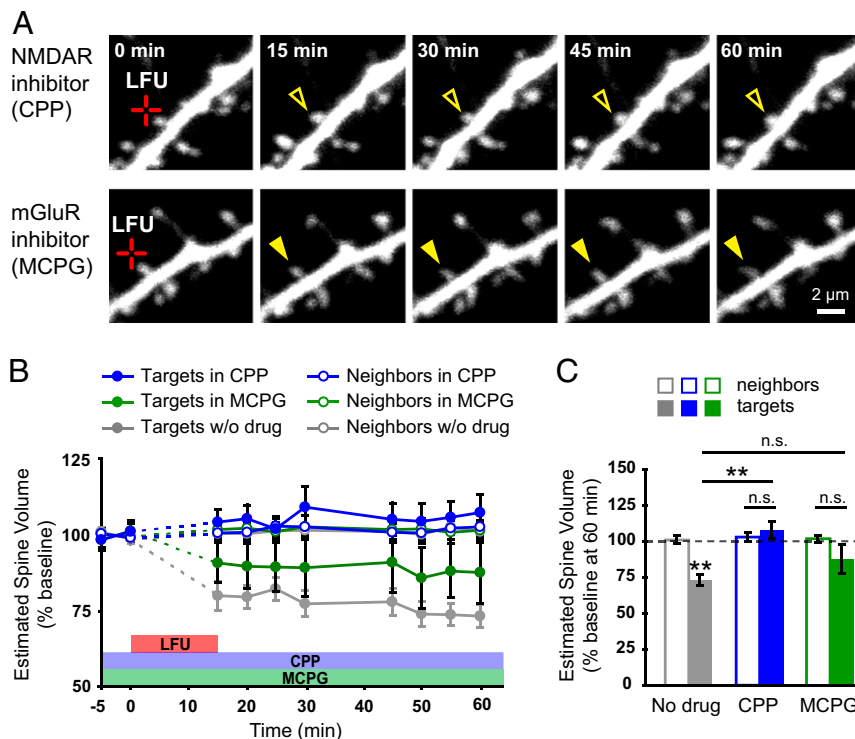 A
NMDAR
inhibitor
(CPP)
0 min
15 min
30 min
45 min
60 min
LFU
mGluR
inhibitor
(MCPG)
LFU
2 µm
B
Targets in CPP
Neighbors in CPP
Targets in MCPG
Neighbors in MCPG
Targets w/o drug
Neighbors w/o drug
Estimated Spine Volume
(% baseline)
125
100
75
50
LFU
CPP
MCPG
-5 0 10 20 30 40 50 60
Time (min)
C
neighbors
targets
n.s.
**
n.s.
n.s.
**
Estimated Spine Volume
(% baseline at 60 min)
150
125
100
75
50
25
0
No drug CPP MCPG